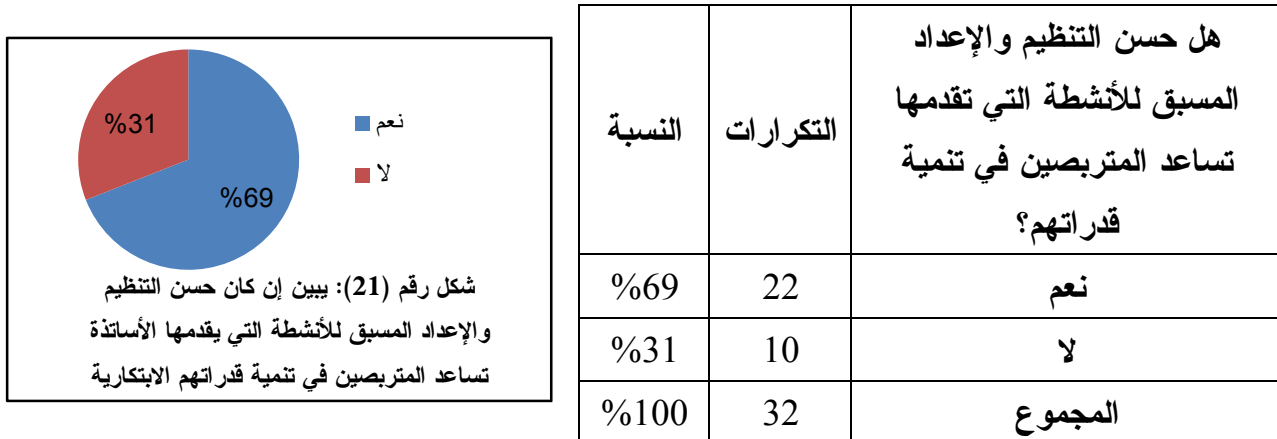 هل حسن التنظيم والإعداد
المسبق للأنشطة التي تقدمها
تساعد المتربصين في تنمية
قدراتهم؟
التكرارات
النسبة
نعم
22
%69
لا
10
%31
المجموع
32
%100
%31
%69
نعم
لا
شكل رقم (21): يبين إن كان حسن التنظيم
والإعداد المسبق للأنشطة التي يقدمها الأساتذة
تساعد المتربصين في تنمية قدراتهم الابتكارية